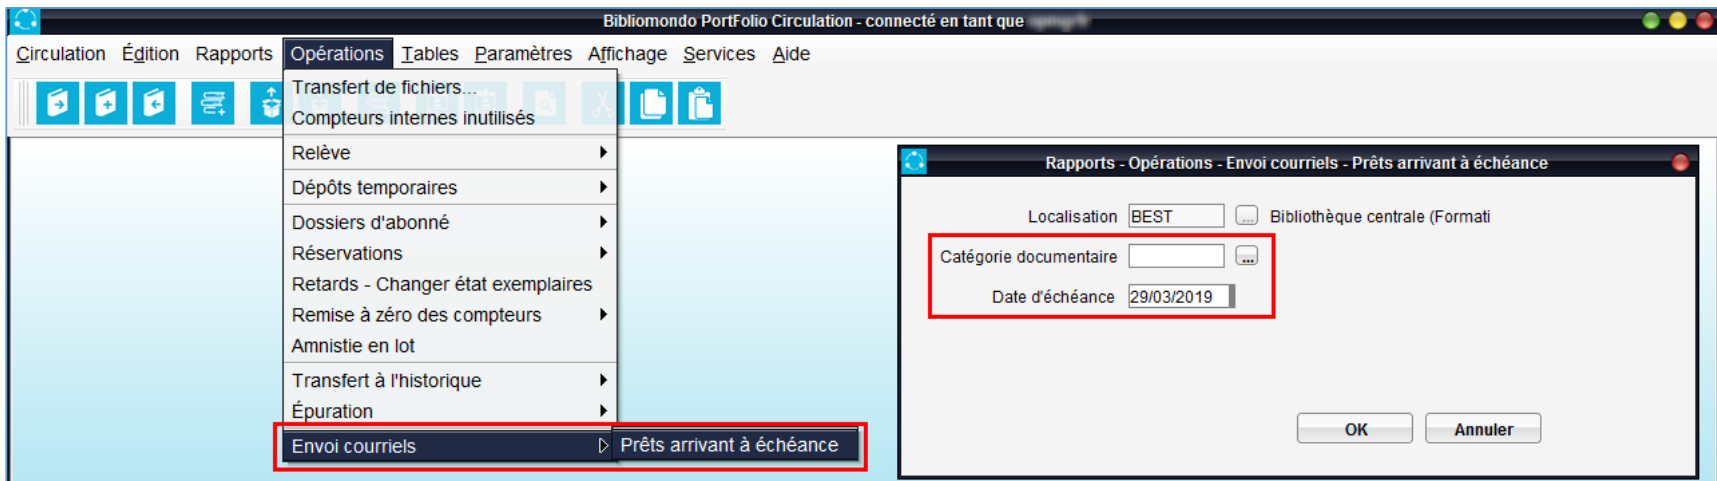 Bibliomondo PortFolio Circulation - connecté en tant que
Circulation Édition Rapports Opérations Tables Paramètres Affichage Services Aide
Transfert de fichiers...
Compteurs internes inutilisés
Relève
Dépôts temporaires
Dossiers d'abonné
Réservations
Retards - Changer état exemplaires
Remise à zéro des compteurs
Amnistie en lot
Transfert à l'historique
Épuration
Envoi courriels
Prêts arrivant à échéance
Rapports - Opérations - Envoi courriels - Prêts arrivant à échéance
Localisation BEST ... Bibliothèque centrale (Formati
Catégorie documentaire ...
Date d'échéance 29/03/2019
OK Annuler